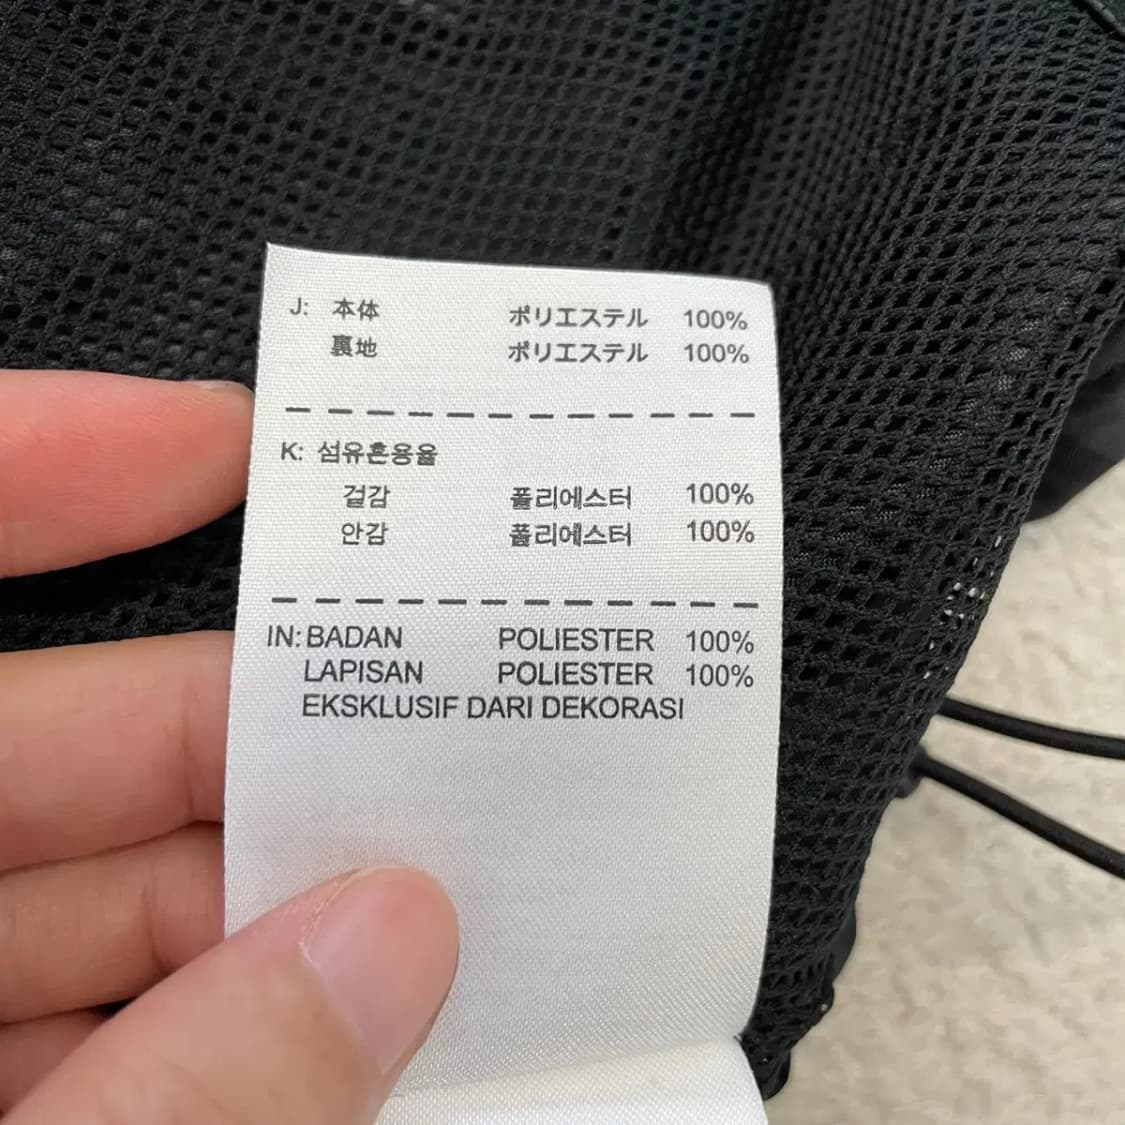 J: 本体 ポリエステル 100%
裏地 ポリエステル 100%
K: 섬유혼용율
걸감 폴리에스터 100%
안감 폴리에스터 100%
IN: BADAN POLIESTER 100%
LAPISAN POLIESTER 100%
EKSKLUSIF DARI DEKORASI